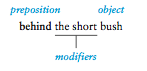 preposition object
behind the short bush
modifiers